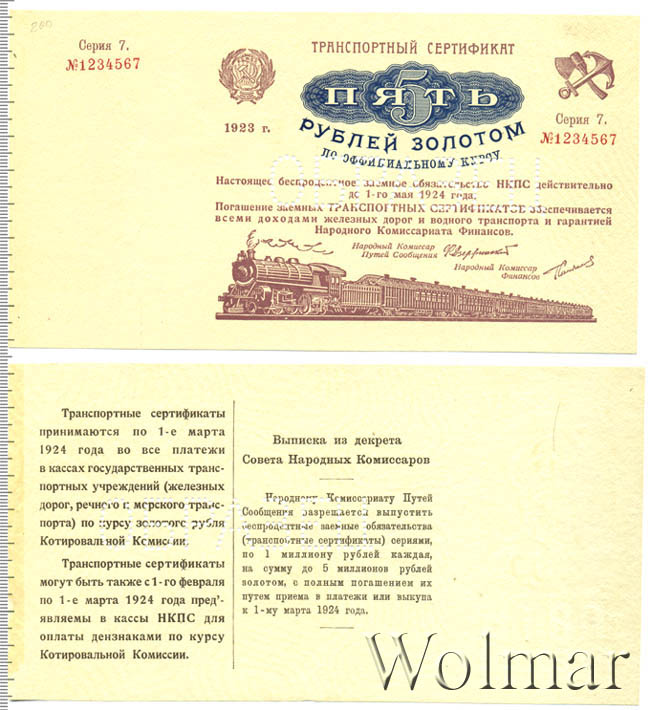 200
Серия 7.
№1234567
1923 г.
ТРАНСПОРТНЫЙ СЕРТИФИКАТ
5
ПЯТЬ
РУБЛЕЙ ЗОЛОТОМ
ПО ОФФИЦИАЛЬНОМУ КУРСУ
Серия 7.
№1234567
ОБРАЗЕЦ
Настоящее беспроцентное заемное обязательство НКПС действительно
до 1-го мая 1924 года.
Погашение заемных ТРАНСПОРТНЫХ СЕРТИФИКАТОВ обеспечивается
всеми доходами железных дорог и водного транспорта и гарантией
Народного Комиссариата Финансов.
Народный Комиссар
Путей Сообщения
Народный Комиссар
Финансов
Транспортные сертификаты
принимаются по 1-е марта
1924 года во все платежи
в кассах государственных транс-
портных учреждений (железных
дорог, речного и морского транс-
порта) по курсу золотого рубля
Котировальной Комиссии.
Транспортные сертификаты
могут быть также с 1-го февраля
по 1-е марта 1924 года пред'-
явлены в кассы НКПС для
оплаты дензнаками по курсу
Котировальной Комиссии.
Выписка из декрета
Совета Народных Комиссаров
Народному Комиссриату Путей
Сообщения разрешается выпустить
беспроцентные заемные обязательства
(транспортные сертификаты) сериями,
по 1 миллиону рублей каждая,
на сумму до 5 миллионов рублей
золотом, с полным погашением их
путем приема в платежи или выкупа
к 1-му марта 1924 года.
ОБРАЗЕЦ
Wolmar